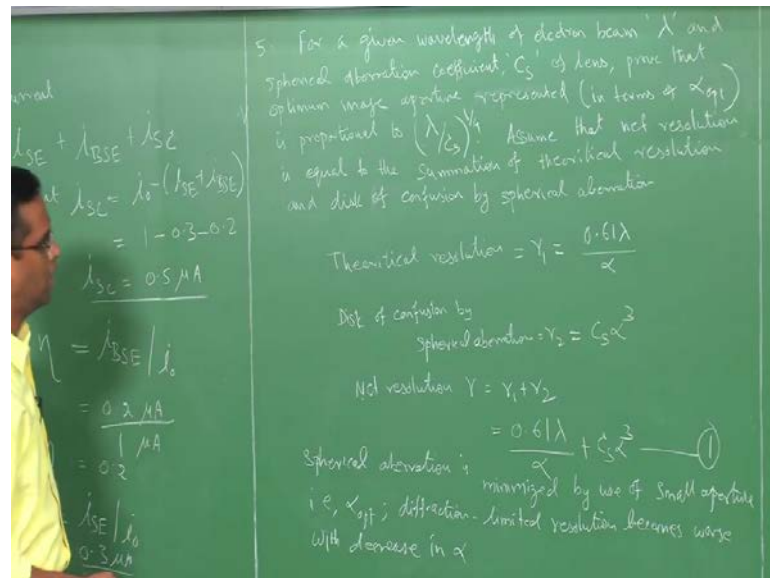 urrent
i_SE + i_BSE + i_SC
i_SC = i_0 - (i_SE + i_BSE)
= 1 - 0.3 - 0.2
i_SC = 0.5 μA
η = i_BSE / i_0
= 0.2 μA
1 μA
= 0.2
i_SE / i_0
0.3 μA
5. For a given wavelength of electron beam 'λ' and
spherical aberration coefficient, 'C_s' of lens, prove that
optimum image aperture represented (in terms of α_opt)
is proportional to (λ/C_s)^1/4. Assume that net resolution
is equal to the summation of theoritical resolution
and disk of confusion by spherical aberration
Theoritical resolution = r_1 = 0.61λ / α
Disk of confusion by
spherical aberration = r_2 = C_s α^3
Net resolution r = r_1 + r_2
= 0.61λ / α + C_s α^3 — (1)
Spherical aberration is minimized by use of small aperture
i.e, α_opt; diffraction-limited resolution becomes worse
with decrease in α